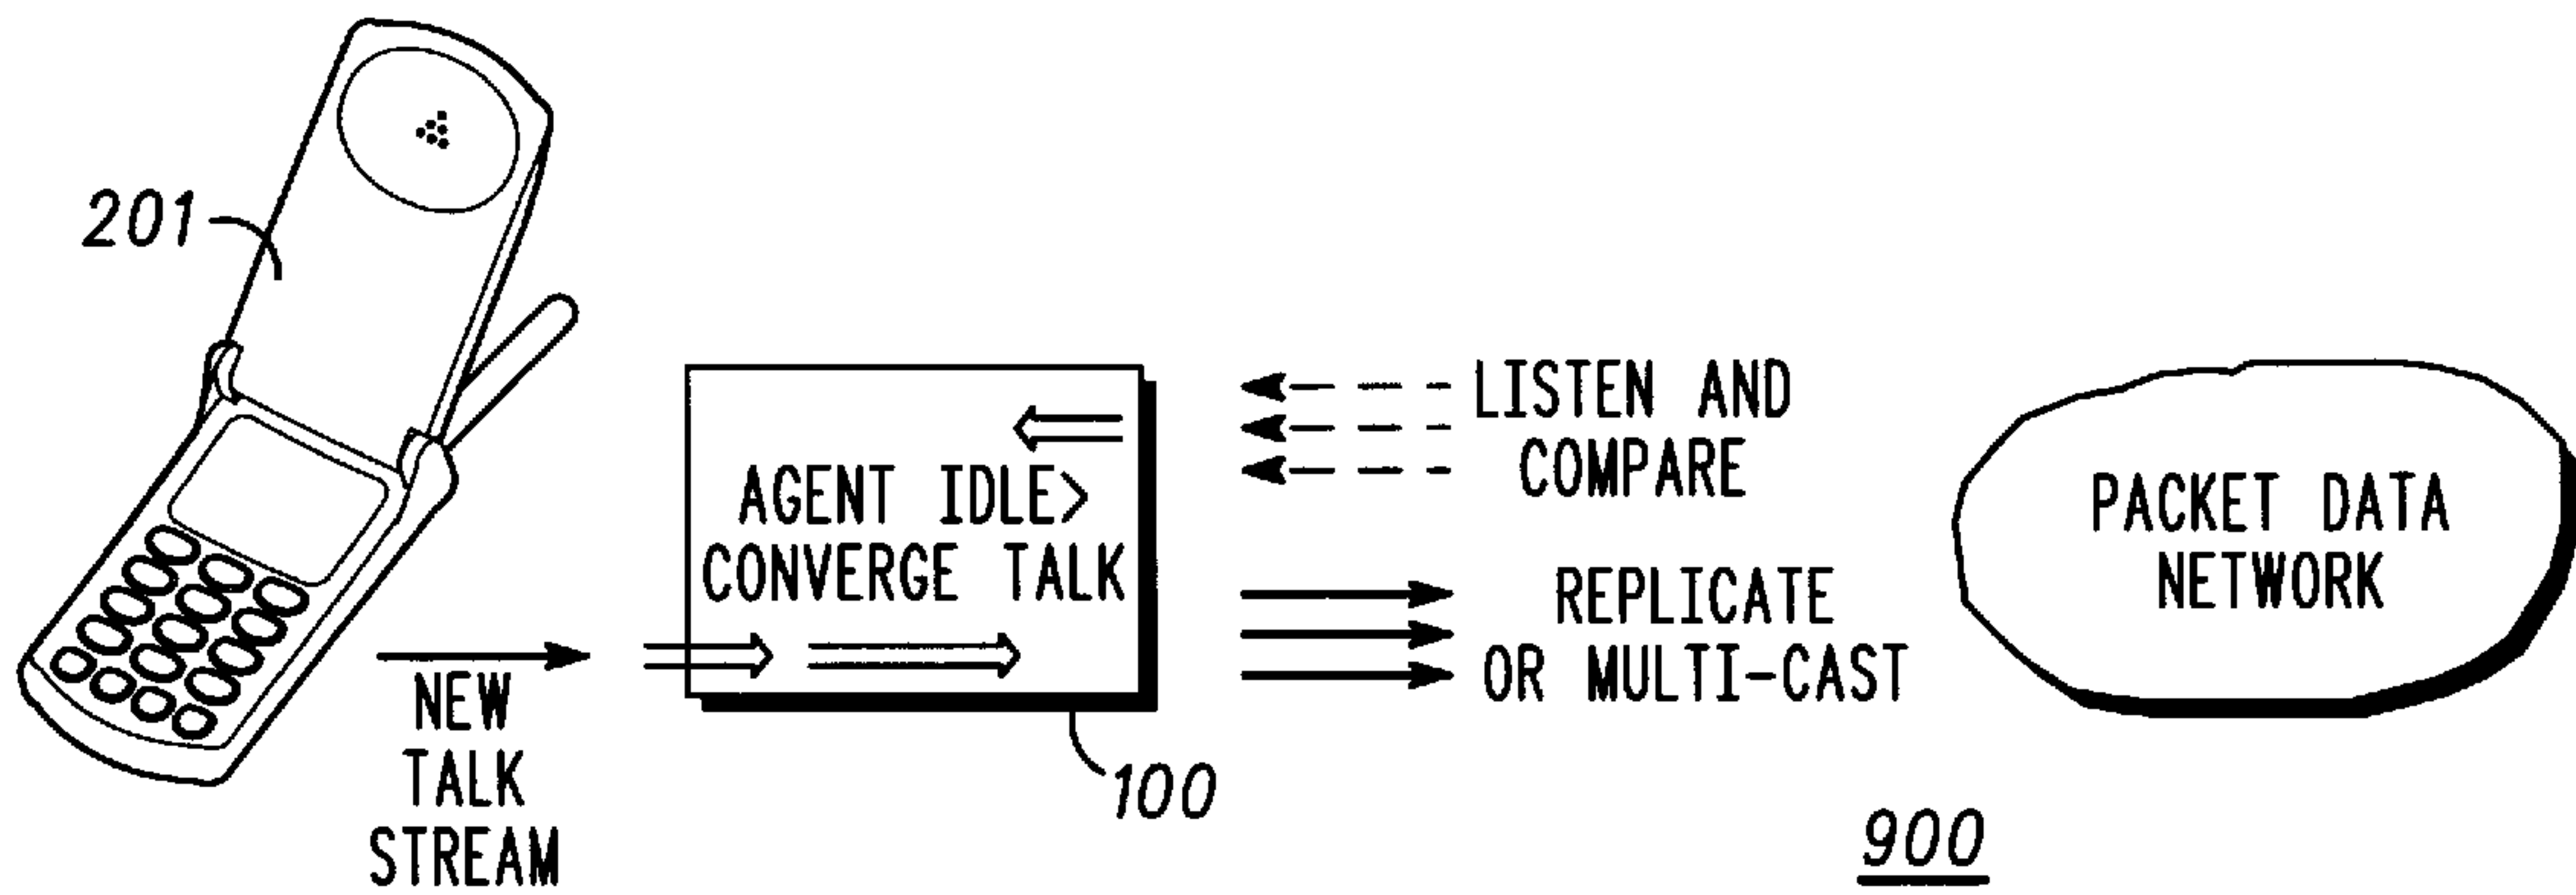 201
NEW
TALK
STREAM
AGENT IDLE>
CONVERGE TALK
100
LISTEN AND
COMPARE
REPLICATE
OR MULTI-CAST
PACKET DATA
NETWORK
900